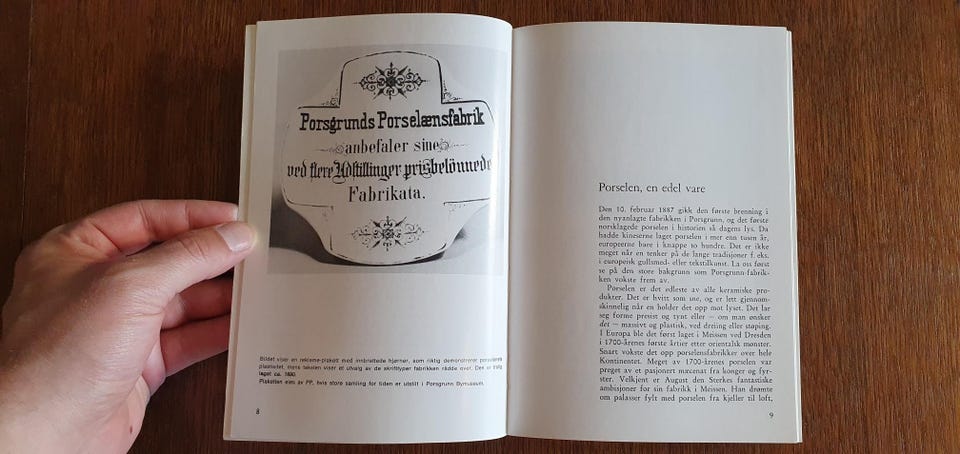 Porsgrunds Porselænsfabrik
anbefaler sine
ved flere Udstillinger prisbelönnede
Fabrikata.
Bildet viser en reklame-plakett med innbrettede hjørner, som riktig demonstrerer porselenets
plastisitet, mens teksten viser et utvalg av de skrifttyper fabrikken rådde over. Den er trolig
laget ca. 1890.
Plaketten eies av PP, hvis store samling for tiden er utstilt i Porsgrunn Bymuseum.
8
Porselen, en edel vare
Den 10. februar 1887 gikk den første brenning i
den nyanlagte fabrikken i Porsgrunn, og det første
norsklagede porselen i historien så dagens lys. Da
hadde kineserne laget porselen i mer enn tusen år,
europeerne bare i knappe to hundre. Det er ikke
meget når en tenker på de lange tradisjoner f. eks.
i europeisk gullsmed- eller tekstilkunst. La oss først
se på den store bakgrunn som Porsgrunn-fabrik-
ken vokste frem av.
Porselen er det edleste av alle keramiske pro-
dukter. Det er hvitt som sne, og er lett gjennom-
skinnelig når en holder det opp mot lyset. Det lar
seg forme presist og tynt eller — om man ønsker
det — massivt og plastisk, ved dreiing eller støping.
I Europa ble det først laget i Meissen ved Dresden
i 1700-årenes første årtier etter orientalsk mønster.
Snart vokste det opp porselensfabrikker over hele
Kontinentet. Meget av 1700-årenes porselen var
preget av et pasjonert mæcenat fra konger og fyr-
ster. Velkjent er August den Sterkes fantastiske
ambisjoner for sin fabrikk i Meissen. Han drømte
om palasser fylt med porselen fra kjeller til loft,
9